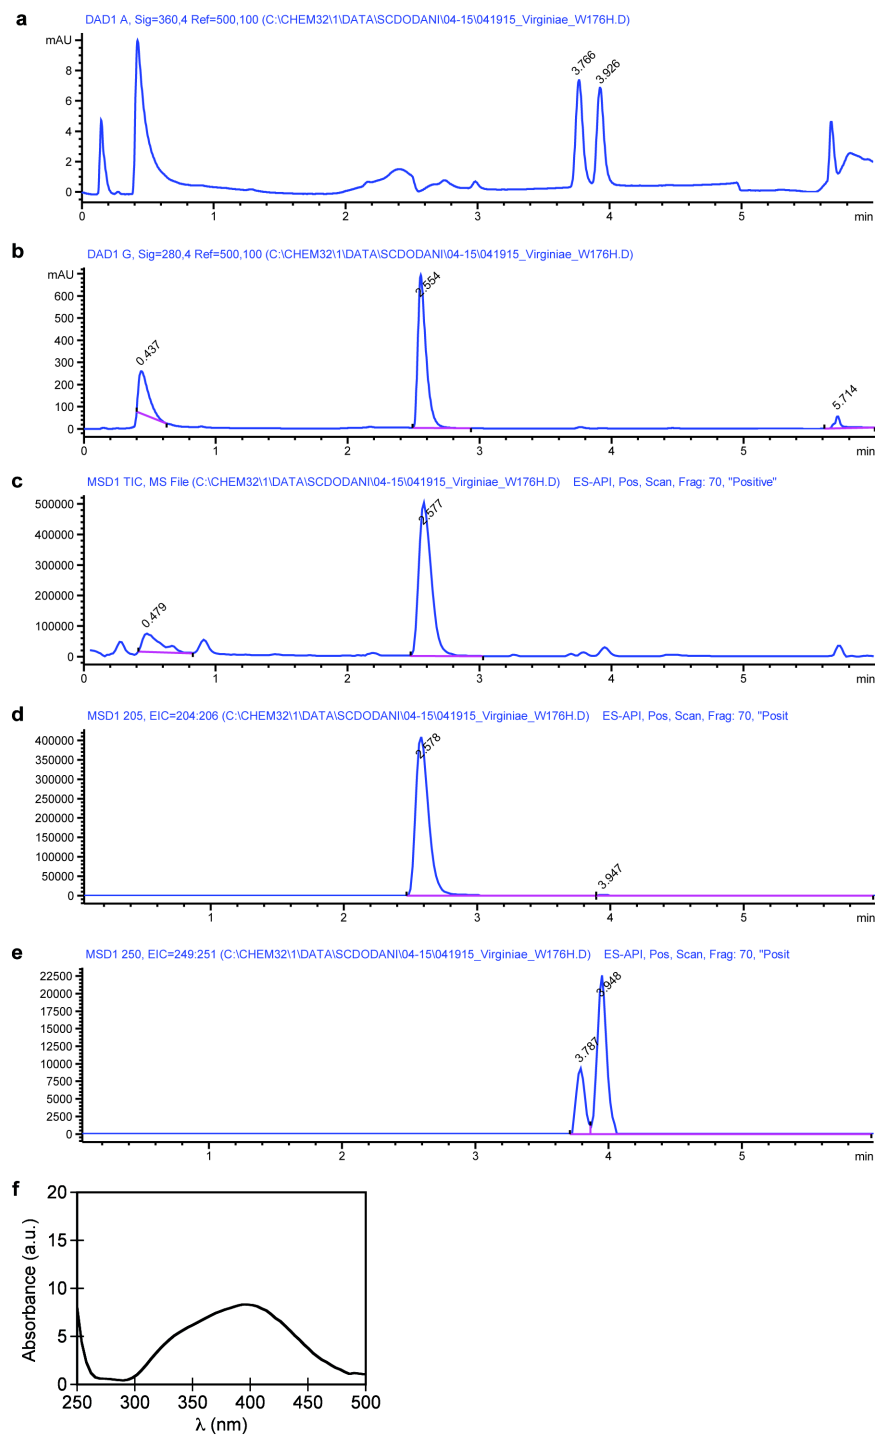 a
DAD1 A, Sig=360,4 Ref=500,100 (C:\CHEM32\1\DATA\SCDODANI\04-15\041915_Virginiae_W176H.D)
mAU
8
6
4
2
0
3.766
3.926
0 1 2 3 4 5 min
b
DAD1 G, Sig=280,4 Ref=500,100 (C:\CHEM32\1\DATA\SCDODANI\04-15\041915_Virginiae_W176H.D)
mAU
600
500
400
300
200
100
0
0.437
2.554
5.714
0 1 2 3 4 5 min
c
MSD1 TIC, MS File (C:\CHEM32\1\DATA\SCDODANI\04-15\041915_Virginiae_W176H.D) ES-API, Pos, Scan, Frag: 70, "Positive"
500000
400000
300000
200000
100000
0
0.479
2.577
0 1 2 3 4 5 min
d
MSD1 205, EIC=204:206 (C:\CHEM32\1\DATA\SCDODANI\04-15\041915_Virginiae_W176H.D) ES-API, Pos, Scan, Frag: 70, "Posit
400000
350000
300000
250000
200000
150000
100000
50000
0
2.578
3.947
1 2 3 4 5 min
e
MSD1 250, EIC=249:251 (C:\CHEM32\1\DATA\SCDODANI\04-15\041915_Virginiae_W176H.D) ES-API, Pos, Scan, Frag: 70, "Posit
22500
20000
17500
15000
12500
10000
7500
5000
2500
0
3.787
3.948
1 2 3 4 5 min
f
Absorbance (a.u.)
20
15
10
5
0
250 300 350 400 450 500
λ (nm)